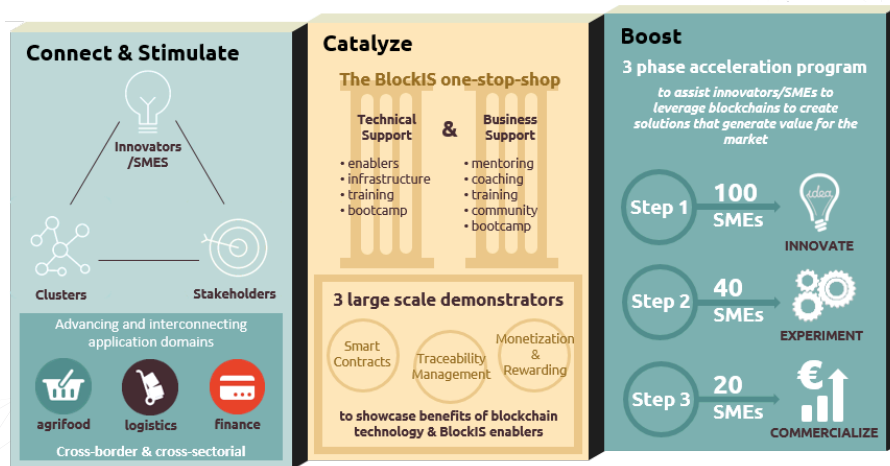 Connect & Stimulate
Innovators
/SMES
Clusters
Stakeholders
Advancing and interconnecting
application domains
agrifood
logistics
finance
Cross-border & cross-sectorial
Catalyze
The BlockIS one-stop-shop
Technical
Support
&
Business
Support
• enablers
• infrastructure
• training
• bootcamp
• mentoring
• coaching
• training
• community
• bootcamp
3 large scale demonstrators
Smart
Contracts
Traceability
Management
Monetization
&
Rewarding
to showcase benefits of blockchain
technology & BlockIS enablers
Boost
3 phase acceleration program
to assist innovators/SMEs to
leverage blockchains to create
solutions that generate value for the
market
Step 1
100
SMEs
idea
INNOVATE
Step 2
40
SMEs
EXPERIMENT
Step 3
20
SMEs
€
COMMERCIALIZE